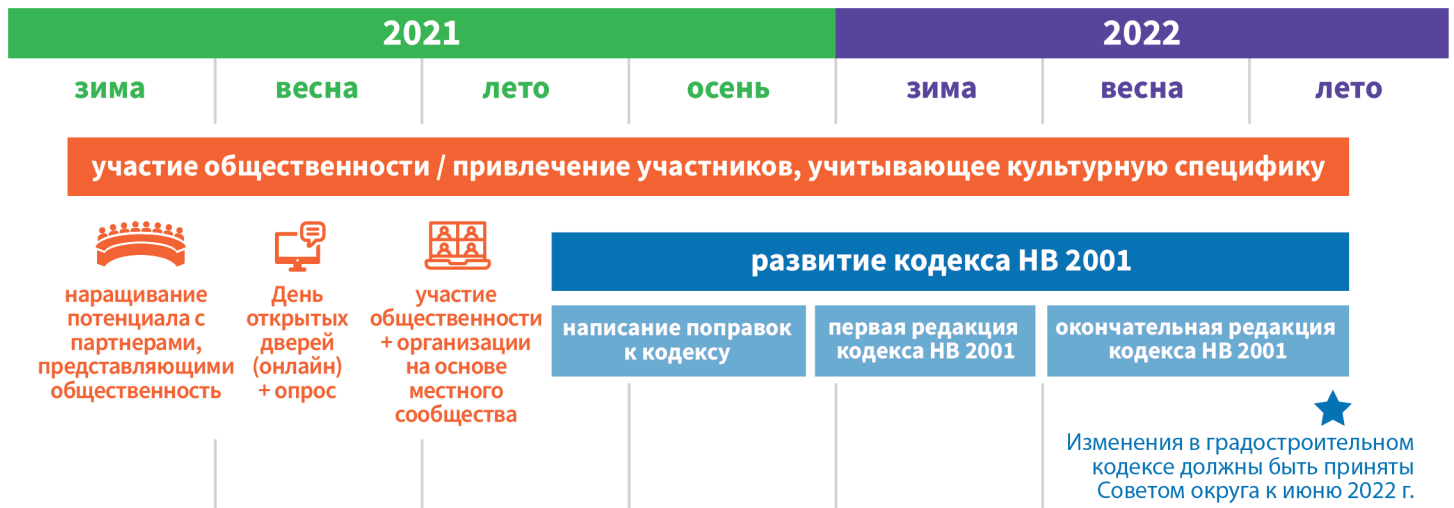 2021
2022
зима
весна
лето
осень
зима
весна
лето
участие общественности / привлечение участников, учитывающее культурную специфику
наращивание
потенциала с
партнерами,
представляющими
общественность
День
открытых
дверей
(онлайн)
+ опрос
участие
общественности
+ организации
на основе
местного
сообщества
развитие кодекса HB 2001
написание поправок
к кодексу
первая редакция
кодекса HB 2001
окончательная редакция
кодекса HB 2001
Изменения в градостроительном
кодексе должны быть приняты
Советом округа к июню 2022 г.